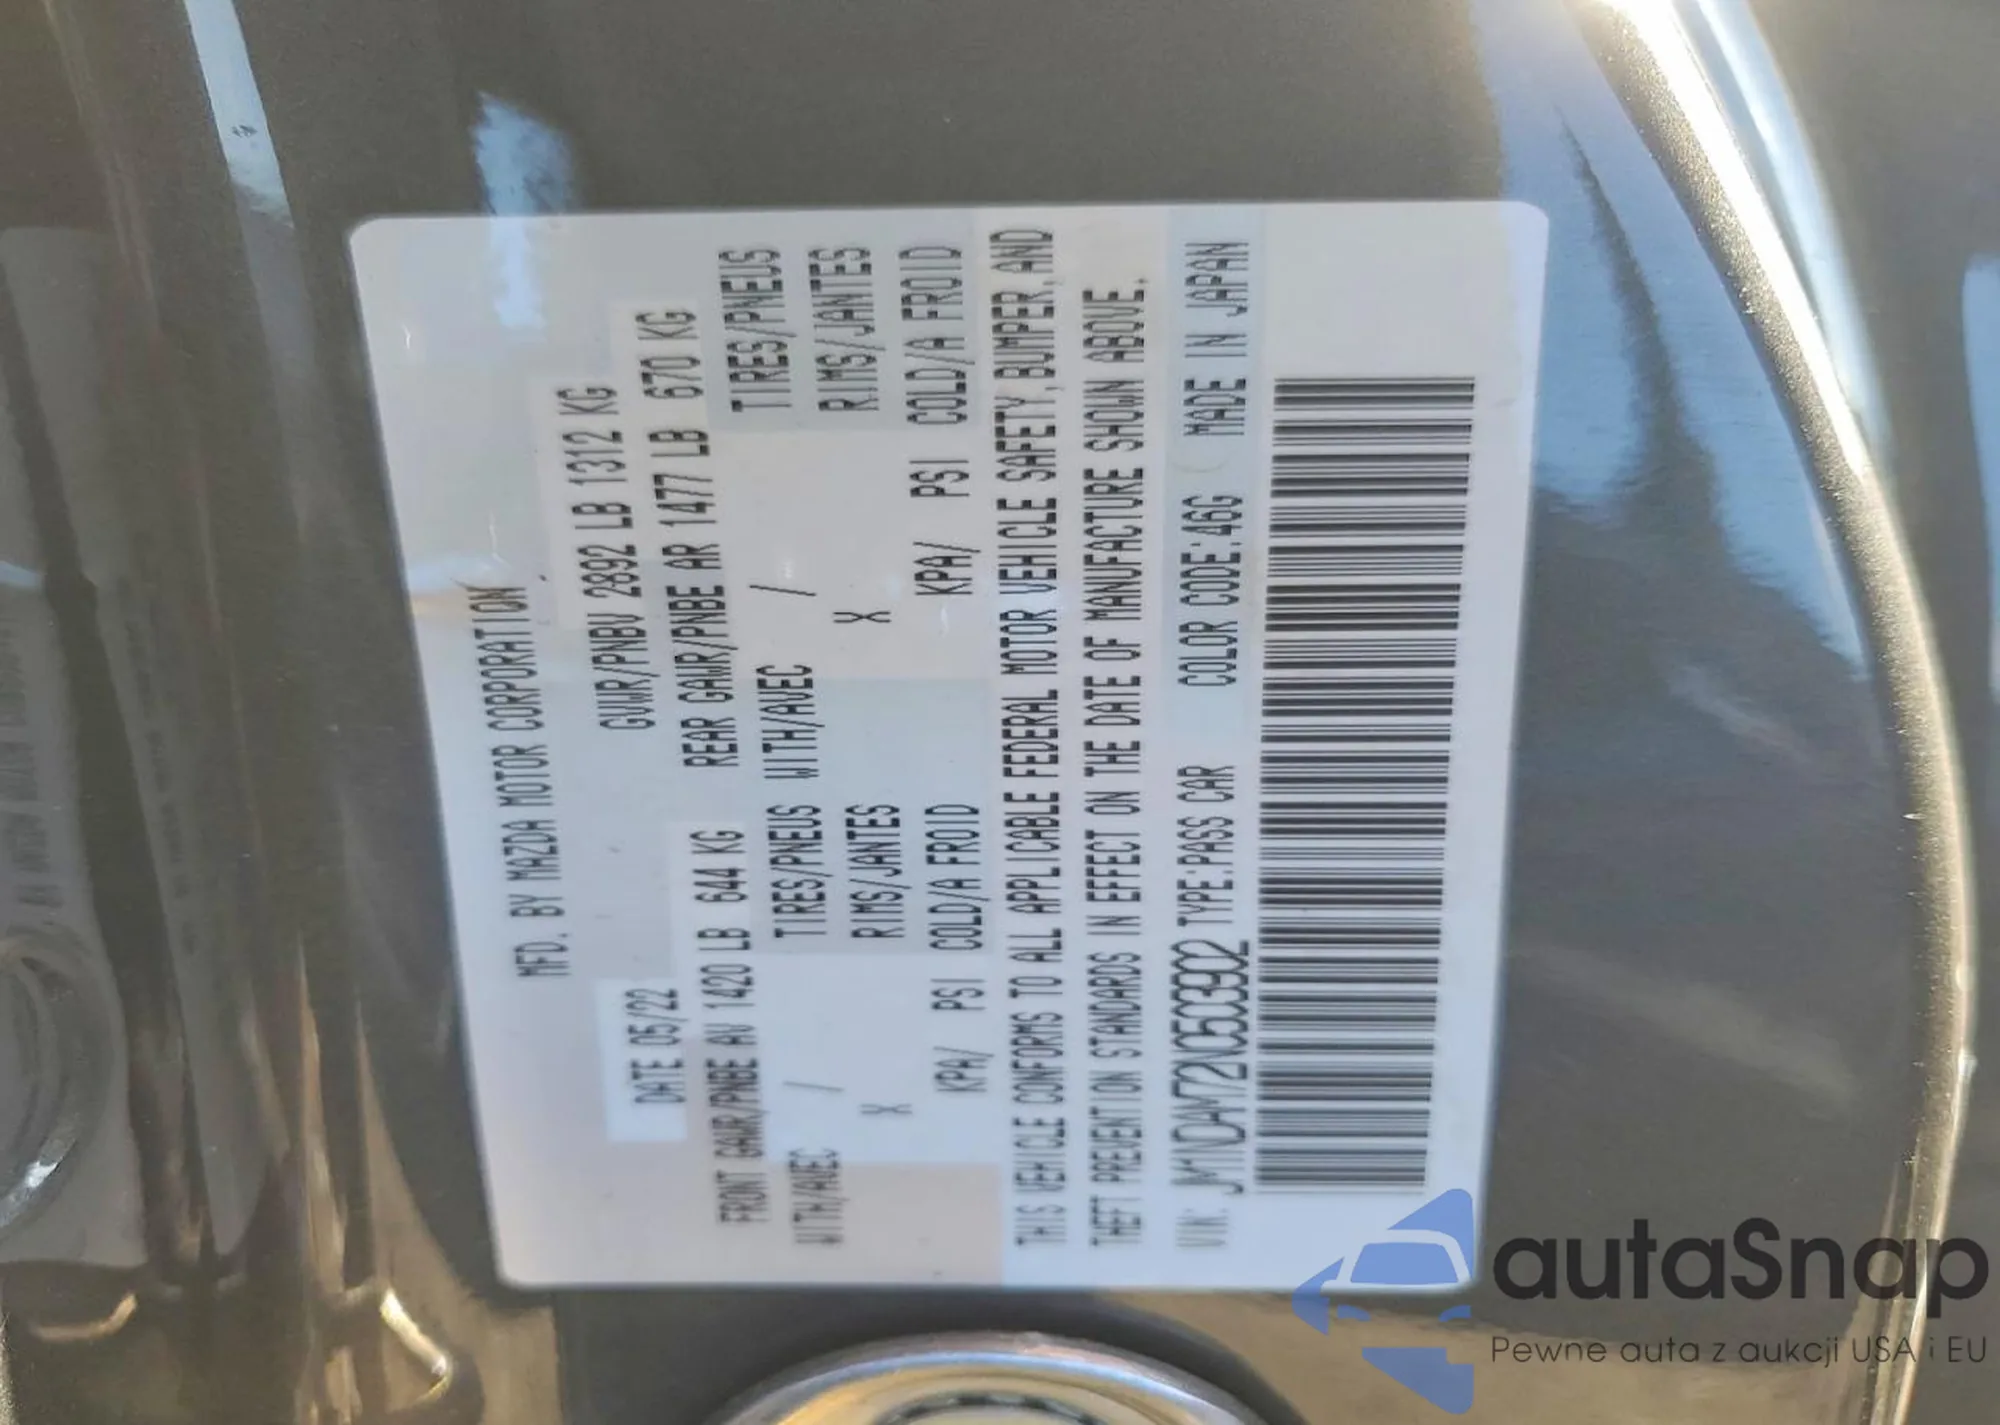 MFD. BY MAZDA MOTOR CORPORATION
DATE 05/22 GVWR/PNBV 2892 LB 1312 KG
FRONT GAWR/PNBE AV 1420 LB 644 KG REAR GAWR/PNBE AR 1477 LB 670 KG
WITH/AVEC / TIRES/PNEUS WITH/AVEC / TIRES/PNEUS
X RIMS/JANTES X RIMS/JANTES
KPA/ PSI COLD/A FROID KPA/ PSI COLD/A FROID
THIS VEHICLE CONFORMS TO ALL APPLICABLE FEDERAL MOTOR VEHICLE SAFETY, BUMPER, AND
THEFT PREVENTION STANDARDS IN EFFECT ON THE DATE OF MANUFACTURE SHOWN ABOVE.
VIN: JM1NDAM72N0503902 TYPE:PASS CAR COLOR CODE:46G MADE IN JAPAN
autaSnap
Pewne auta z aukcji USA i EU